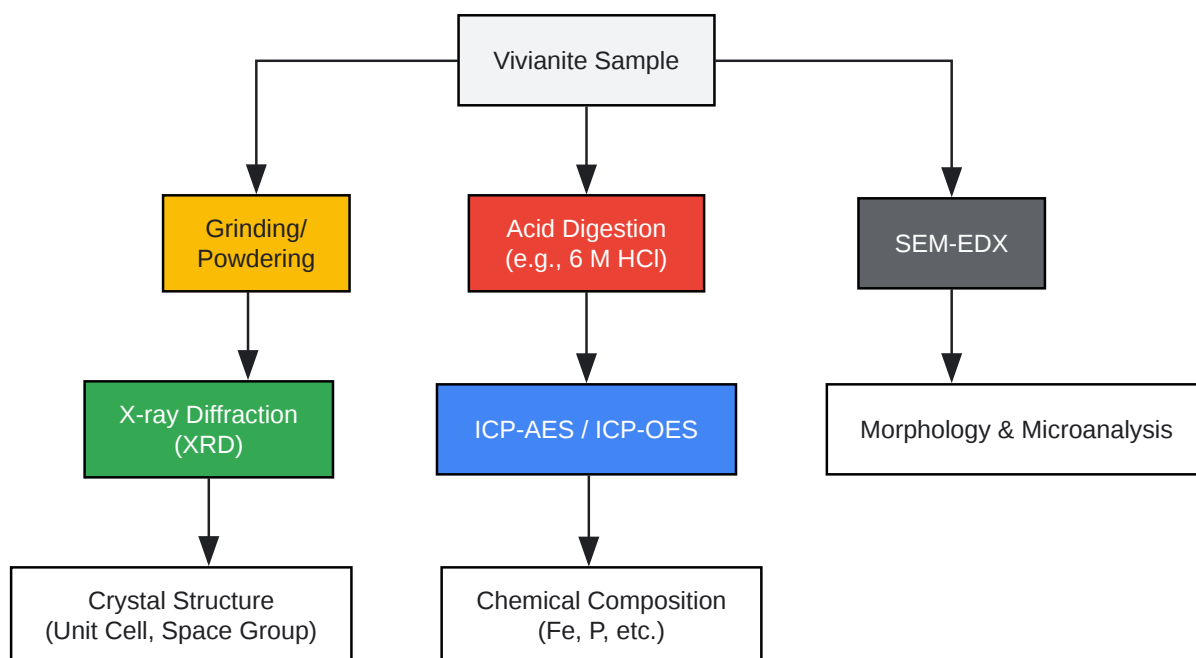 Vivianite Sample
Grinding/
Powdering
Acid Digestion
(e.g., 6 M HCl)
SEM-EDX
X-ray Diffraction
(XRD)
ICP-AES / ICP-OES
Morphology & Microanalysis
Crystal Structure
(Unit Cell, Space Group)
Chemical Composition
(Fe, P, etc.)